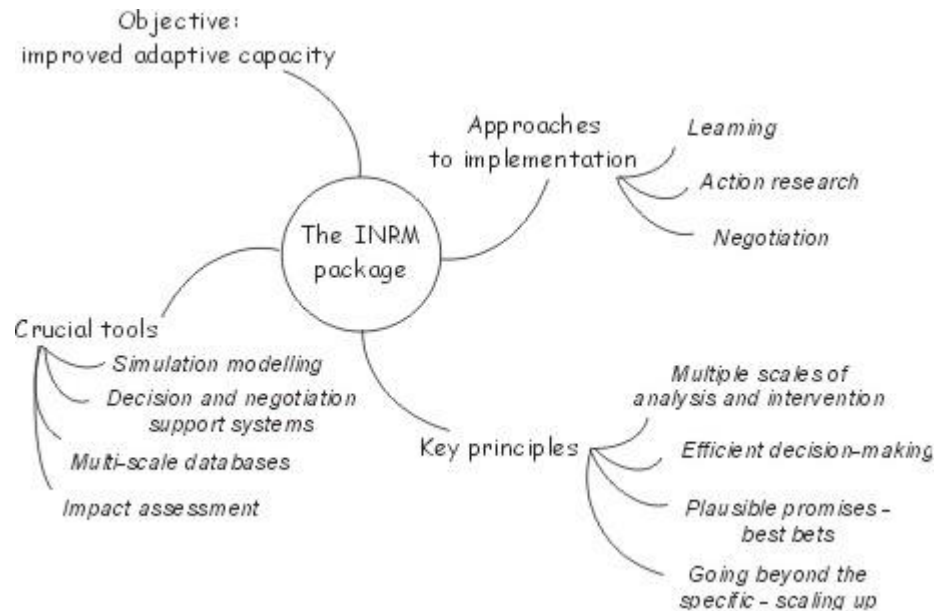 Objective:
improved adaptive capacity
Approaches
to implementation
Learning
Action research
Negotiation
The INRM
package
Crucial tools
Simulation modelling
Decision and negotiation
support systems
Multi-scale databases
Impact assessment
Key principles
Multiple scales of
analysis and intervention
Efficient decision-making
Plausible promises -
best bets
Going beyond the
specific - scaling up